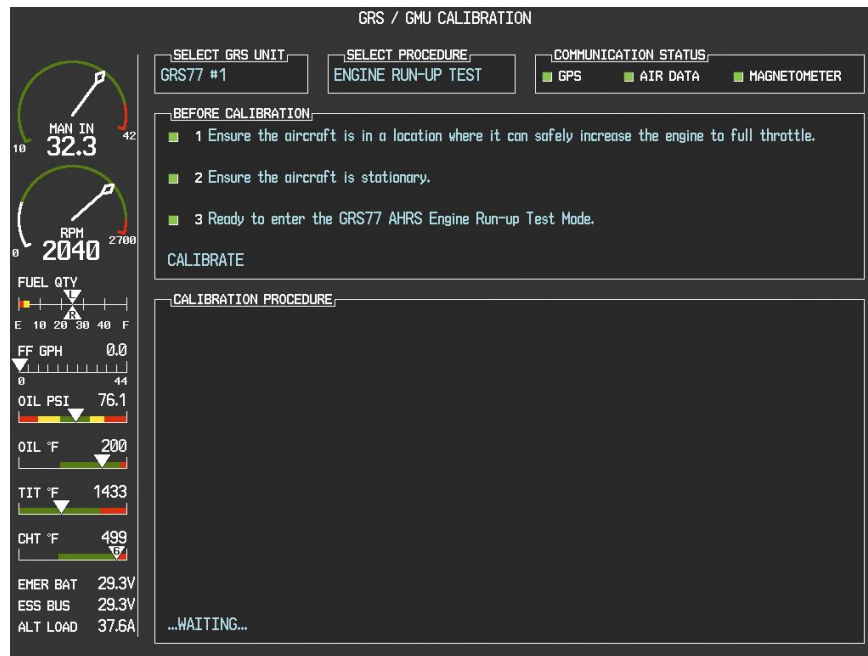 GRS / GMU CALIBRATION
SELECT GRS UNIT
GRS77 #1
SELECT PROCEDURE
ENGINE RUN-UP TEST
COMMUNICATION STATUS
GPS AIR DATA MAGNETOMETER
BEFORE CALIBRATION
1 Ensure the aircraft is in a location where it can safely increase the engine to full throttle.
2 Ensure the aircraft is stationary.
3 Ready to enter the GRS77 AHRS Engine Run-up Test Mode.
CALIBRATE
CALIBRATION PROCEDURE
...WAITING...
MAN IN
10 32.3 42
RPM
0 2040 2700
FUEL QTY
L
R
E 10 20 30 40 F
FF GPH 0.0
0 44
OIL PSI 76.1
OIL °F 200
TIT °F 1433
CHT °F 499
6
EMER BAT 29.3V
ESS BUS 29.3V
ALT LOAD 37.6A